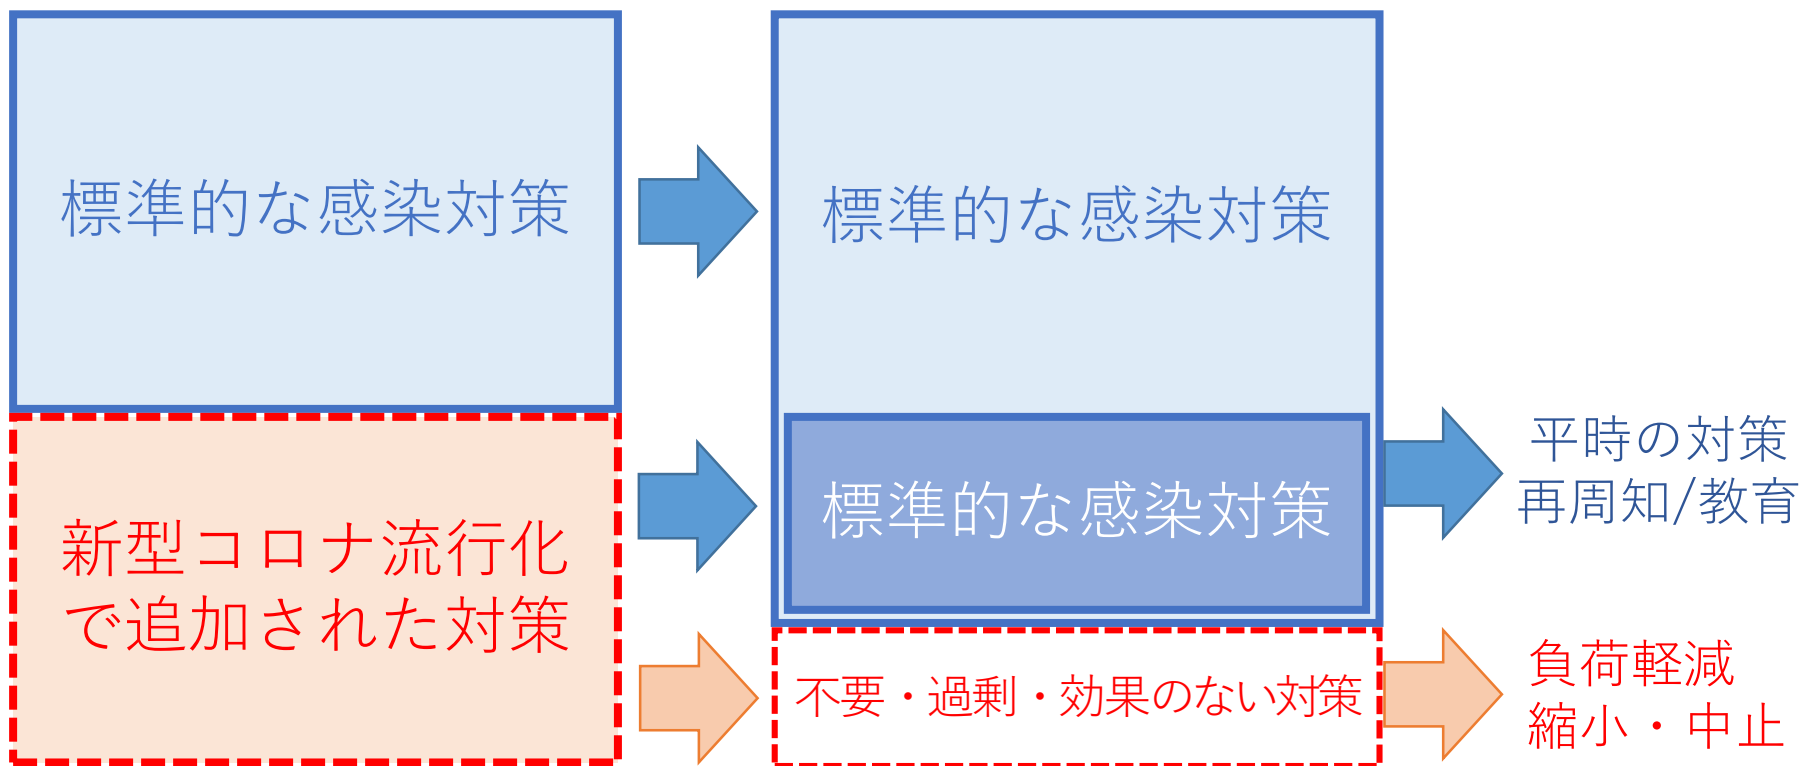 標準的な感染対策
新型コロナ流行化
で追加された対策
標準的な感染対策
標準的な感染対策
不要・過剰・効果のない対策
平時の対策
再周知/教育
負荷軽減
縮小・中止